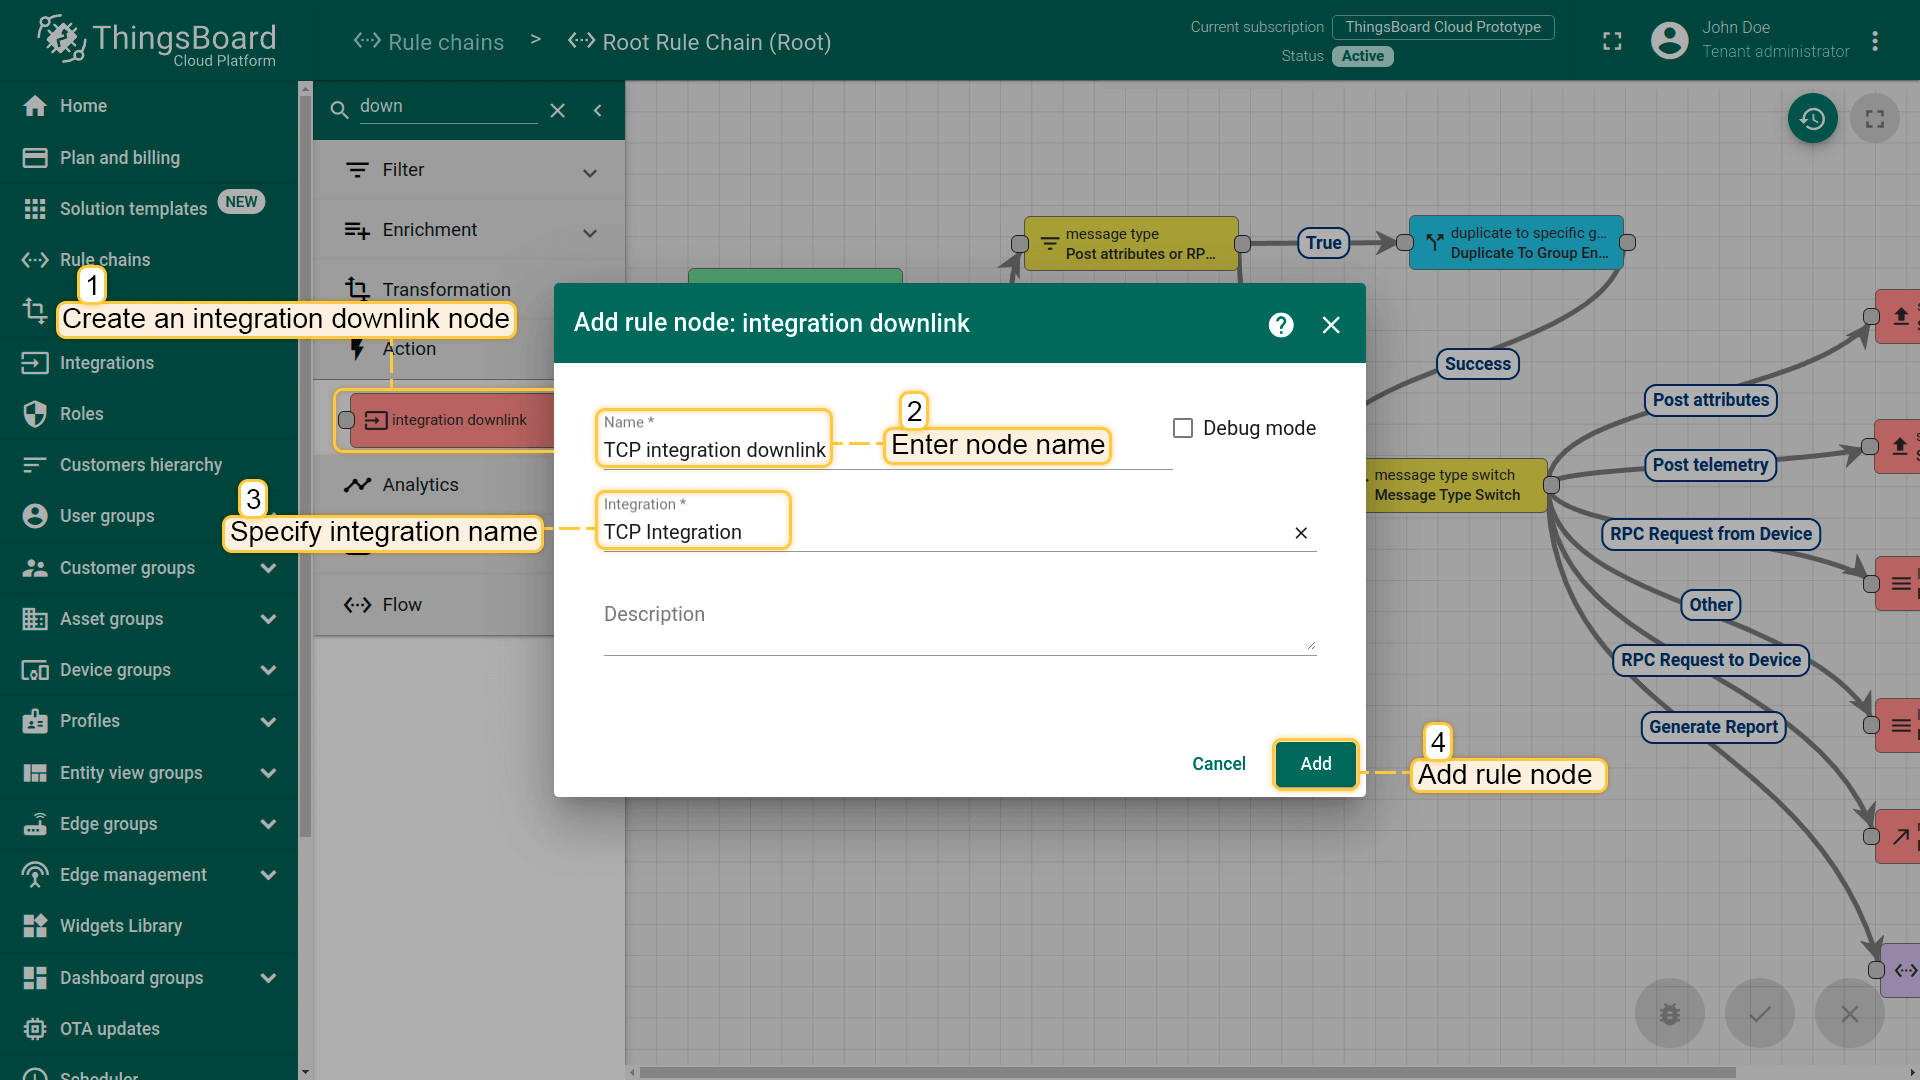 ThingsBoard
Cloud Platform
Rule chains
>
Root Rule Chain (Root)
Current subscription
ThingsBoard Cloud Prototype
Status
Active
John Doe
Tenant administrator
Home
Plan and billing
Solution templates
NEW
Rule chains
Integrations
Roles
Customers hierarchy
User groups
Customer groups
Asset groups
Device groups
Profiles
Entity view groups
Edge groups
Edge management
Widgets Library
Dashboard groups
OTA updates
Scheduler
down
Filter
Enrichment
Transformation
Action
integration downlink
Analytics
Flow
1
Create an integration downlink node
3
Specify integration name
Add rule node: integration downlink
Name *
TCP integration downlink
2
Enter node name
Debug mode
Integration *
TCP Integration
Description
Cancel
Add
4
Add rule node
message type
Post attributes or RP...
True
duplicate to specific g...
Duplicate To Group En...
Success
message type switch
Message Type Switch
Post attributes
Post telemetry
RPC Request from Device
Other
RPC Request to Device
Generate Report